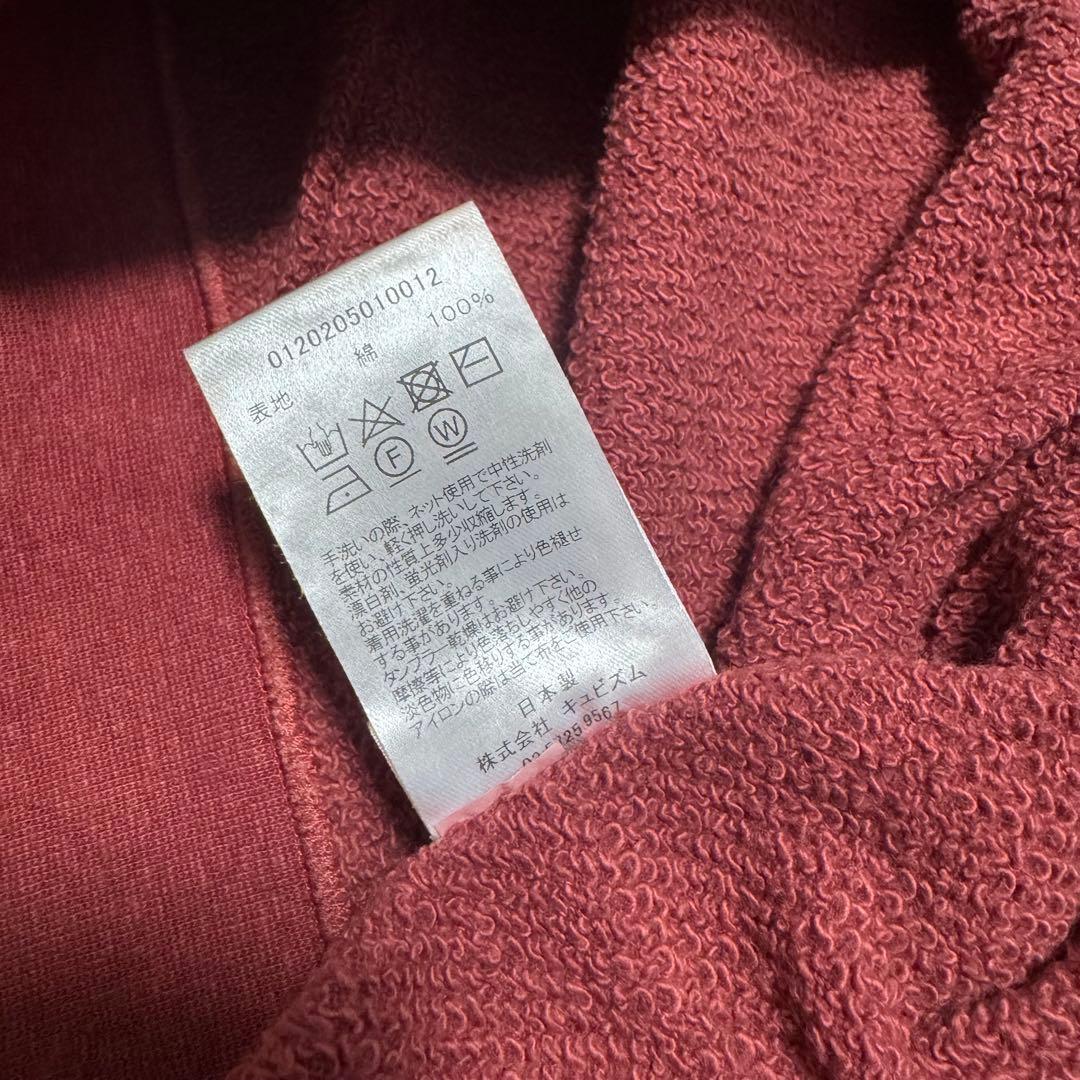 0120205010012
表地 綿 100%
F W
手洗いの際、ネット使用で中性洗剤
を使い、軽く押し洗いして下さい。
素材の性質上多少収縮します。
漂白剤、蛍光剤入り洗剤の使用は
お避け下さい。
着用洗濯を重ねる事により色褪せ
する事があります。
タンブラー乾燥はお避け下さい。
摩擦等により色落ちしやすく他の
淡色物に色移りする事があります。
アイロンの際は当て布をご使用下さい。
日本製
株式会社 キュビズム
9567